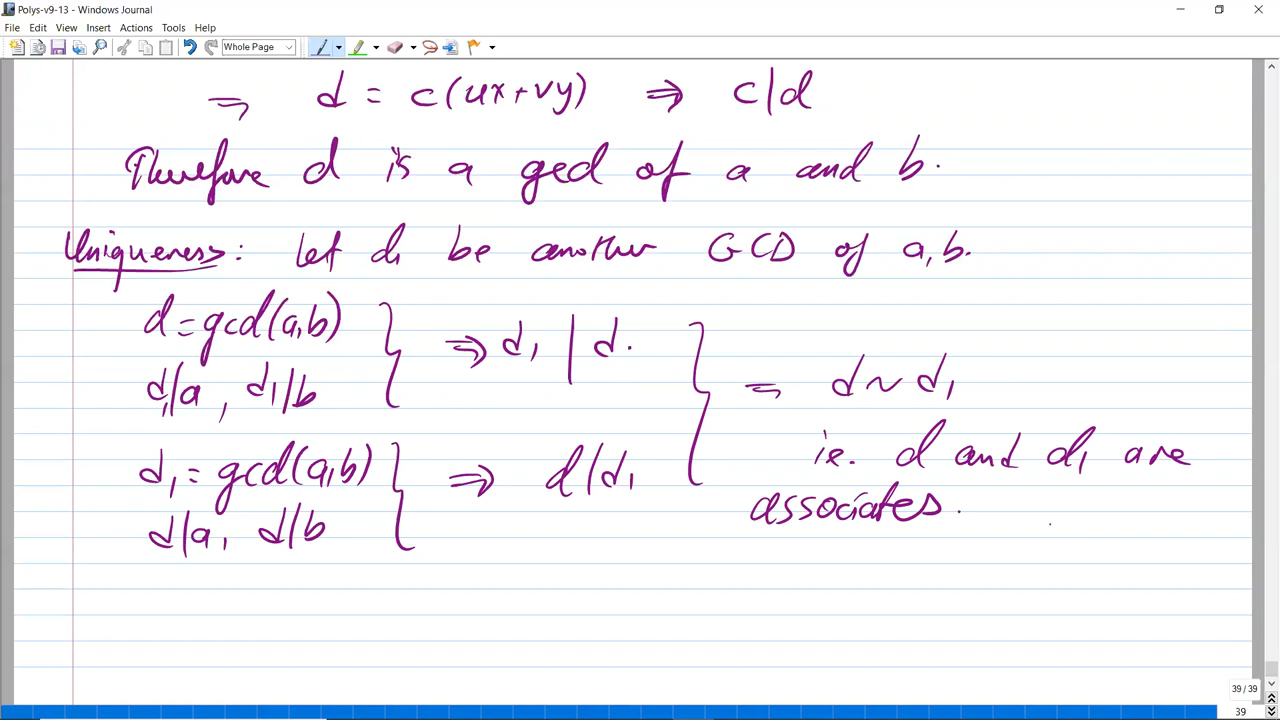 Polys-v9-13 - Windows Journal
File Edit View Insert Actions Tools Help
Whole Page
⇒ d = c(ux+vy) ⇒ c|d
Therefore d is a gcd of a and b.
Uniqueness: Let d₁ be another GCD of a,b.
d=gcd(a,b)
d₁|a , d₁|b
} ⇒ d₁ | d.
d₁ = gcd(a,b)
d|a, d|b
} ⇒ d|d₁
} ⇒ d ~ d₁
ie. d and d₁ are
associates.
39 / 39
39